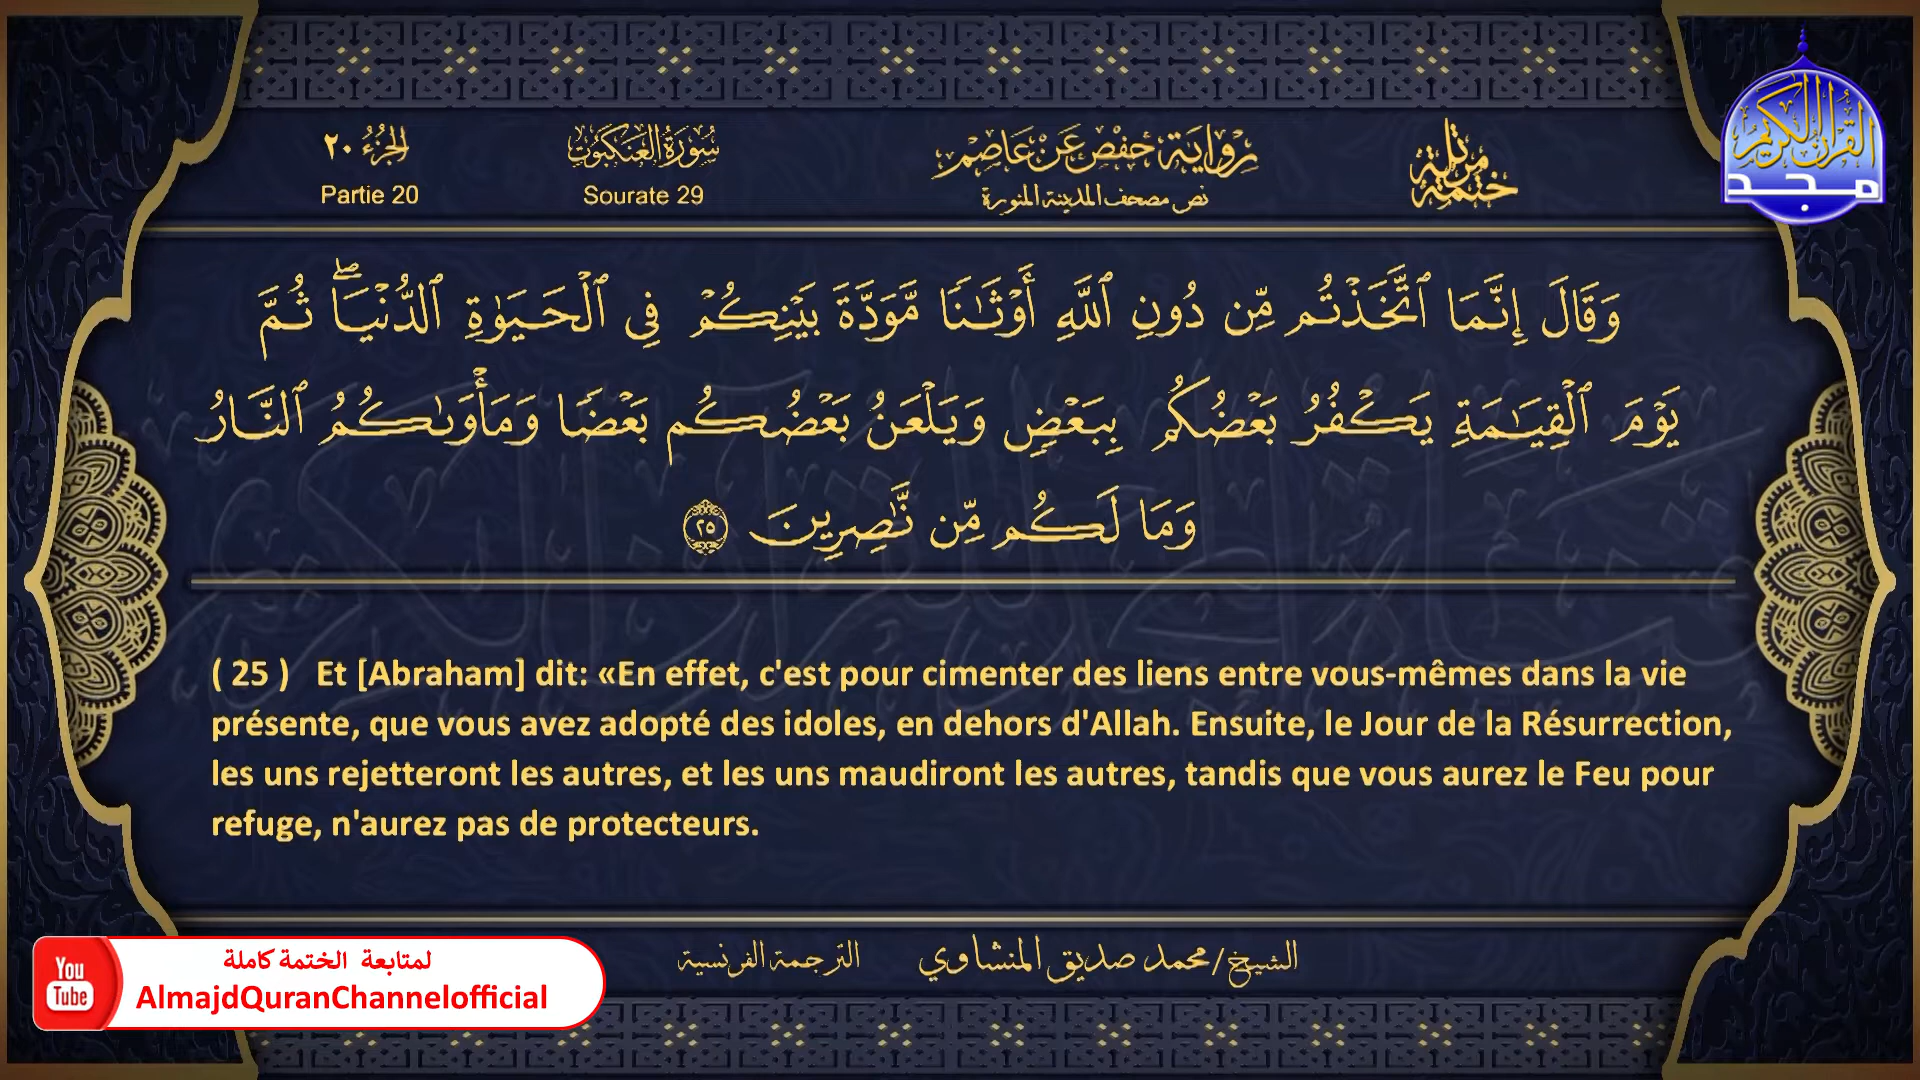 القرآن الكريم
مجد
ختمة مرتلة
رواية حفص عن عاصم
نص مصحف المدينة المنورة
سورة العنكبوت
Sourate 29
الجزء ٢٠
Partie 20
وَقَالَ إِنَّمَا ٱتَّخَذْتُم مِّن دُونِ ٱللَّهِ أَوْثَٰنًا مَّوَدَّةَ بَيْنِكُمْ فِى ٱلْحَيَوٰةِ ٱلدُّنْيَا ۖ ثُمَّ
يَوْمَ ٱلْقِيَٰمَةِ يَكْفُرُ بَعْضُكُم بِبَعْضٍ وَيَلْعَنُ بَعْضُكُم بَعْضًا وَمَأْوَىٰكُمُ ٱلنَّارُ
وَمَا لَكُم مِّن نَّٰصِرِينَ ٢٥
( 25 ) Et [Abraham] dit: «En effet, c'est pour cimenter des liens entre vous-mêmes dans la vie
présente, que vous avez adopté des idoles, en dehors d'Allah. Ensuite, le Jour de la Résurrection,
les uns rejetteront les autres, et les uns maudiront les autres, tandis que vous aurez le Feu pour
refuge, n'aurez pas de protecteurs.
الشيخ / محمد صديق المنشاوي
الترجمة الفرنسية
You
Tube
لمتابعة الختمة كاملة
AlmajdQuranChannelofficial